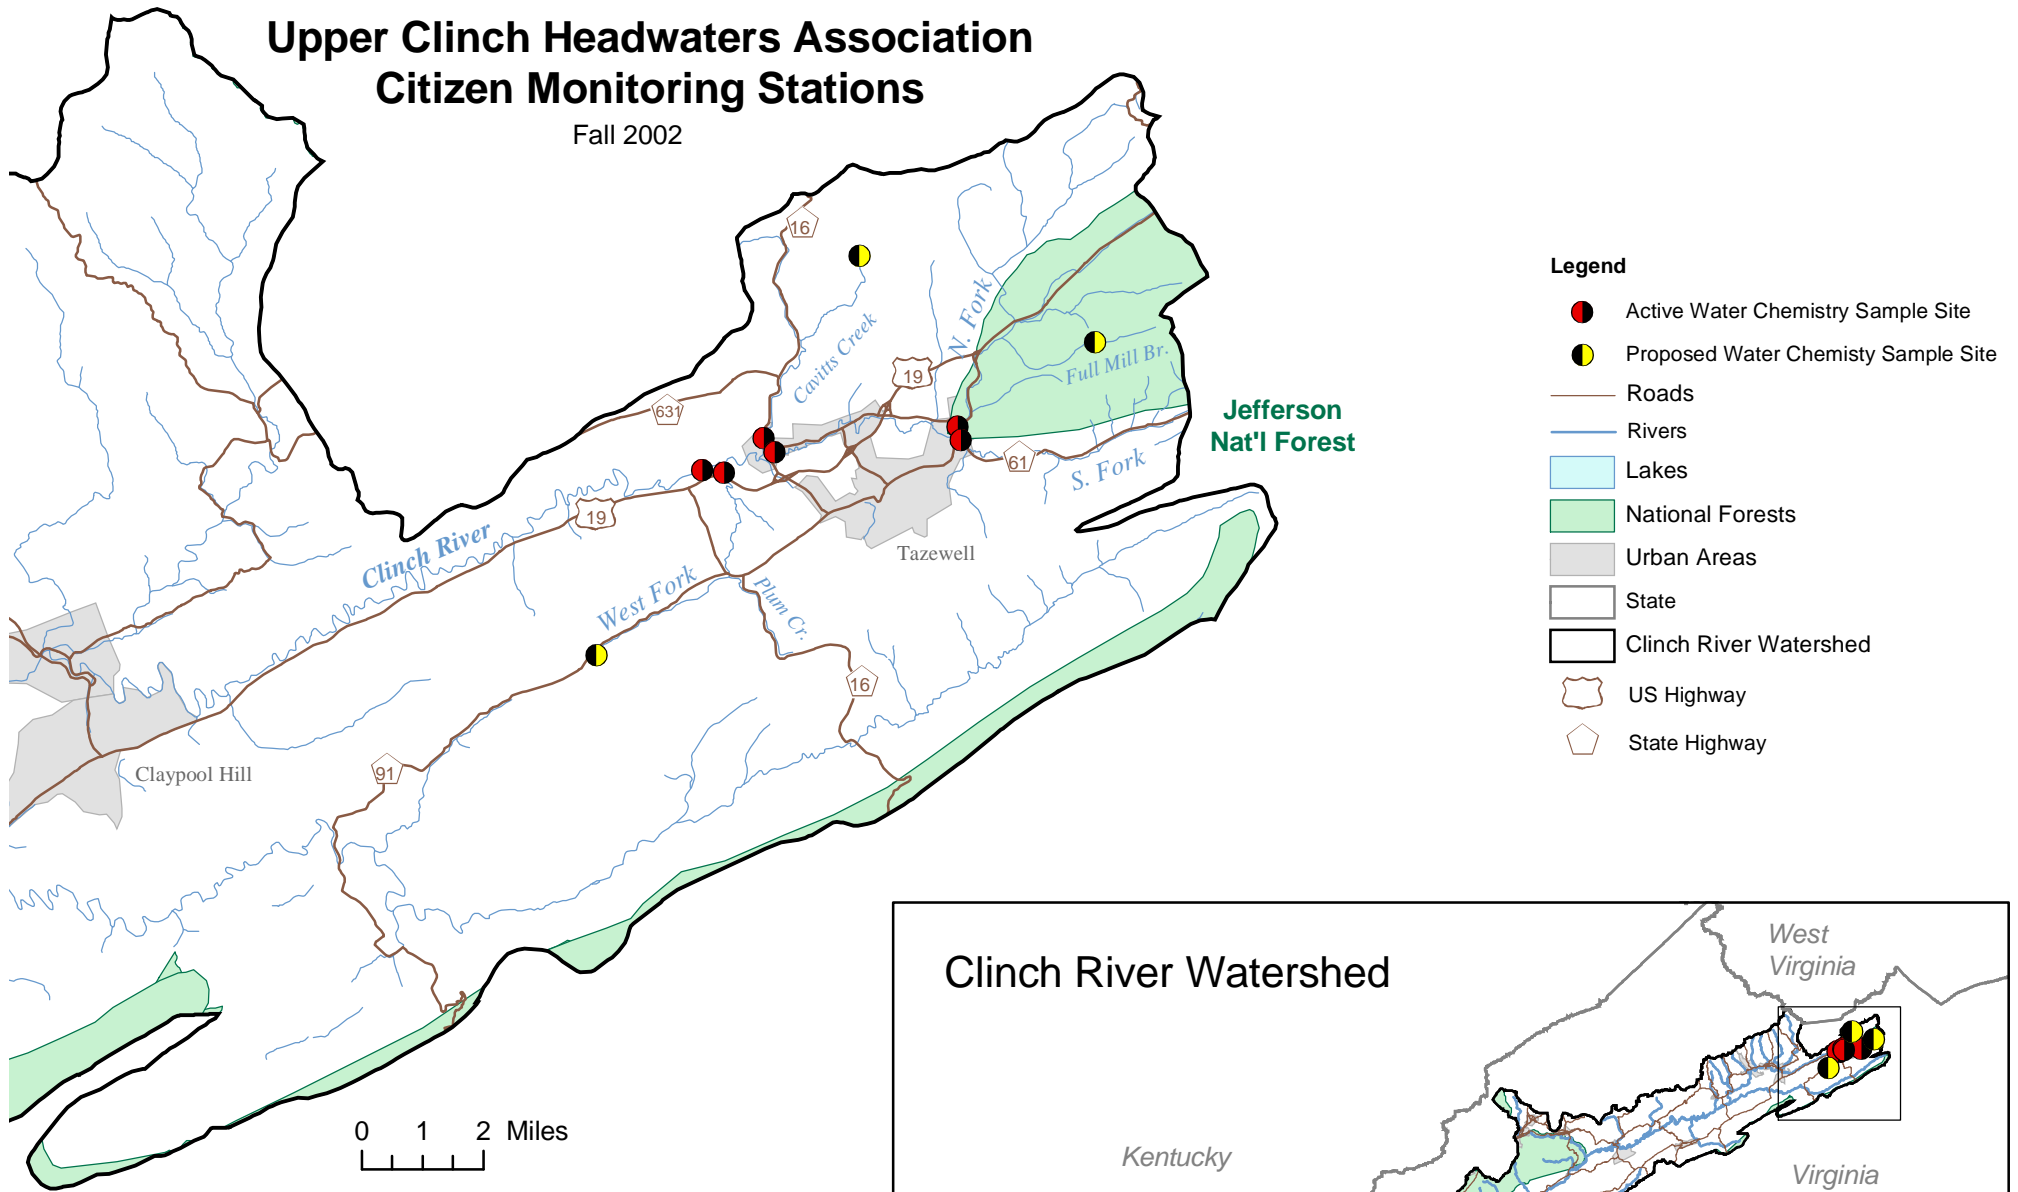 Upper Clinch Headwaters Association
Citizen Monitoring Stations
Fall 2002
16
Cavitts Creek
N. Fork
19
Full Mill Br.
631
Jefferson
Nat'l Forest
61
S. Fork
19
Clinch River
Tazewell
West Fork
Plum Cr.
16
91
Claypool Hill
Legend
Active Water Chemistry Sample Site
Proposed Water Chemisty Sample Site
Roads
Rivers
Lakes
National Forests
Urban Areas
State
Clinch River Watershed
US Highway
State Highway
0 1 2 Miles
Clinch River Watershed
West
Virginia
Kentucky
Virginia